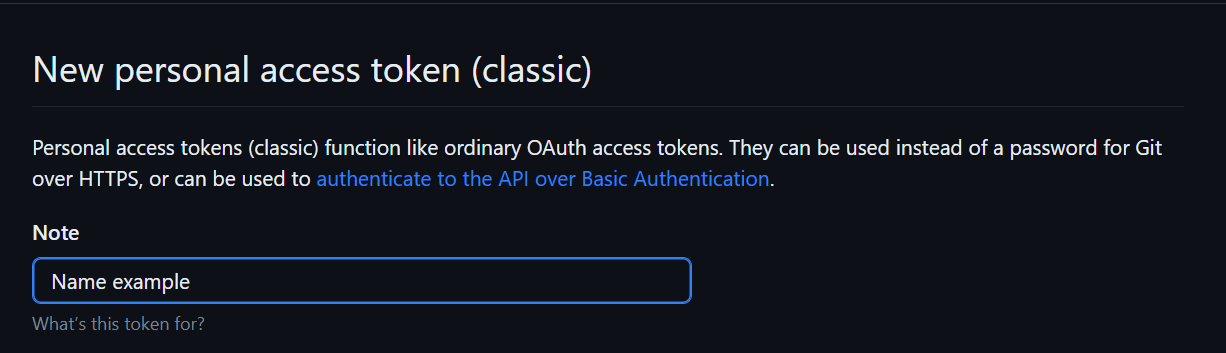 New personal access token (classic)
Personal access tokens (classic) function like ordinary OAuth access tokens. They can be used instead of a password for Git
over HTTPS, or can be used to authenticate to the API over Basic Authentication.
Note
Name example
What's this token for?